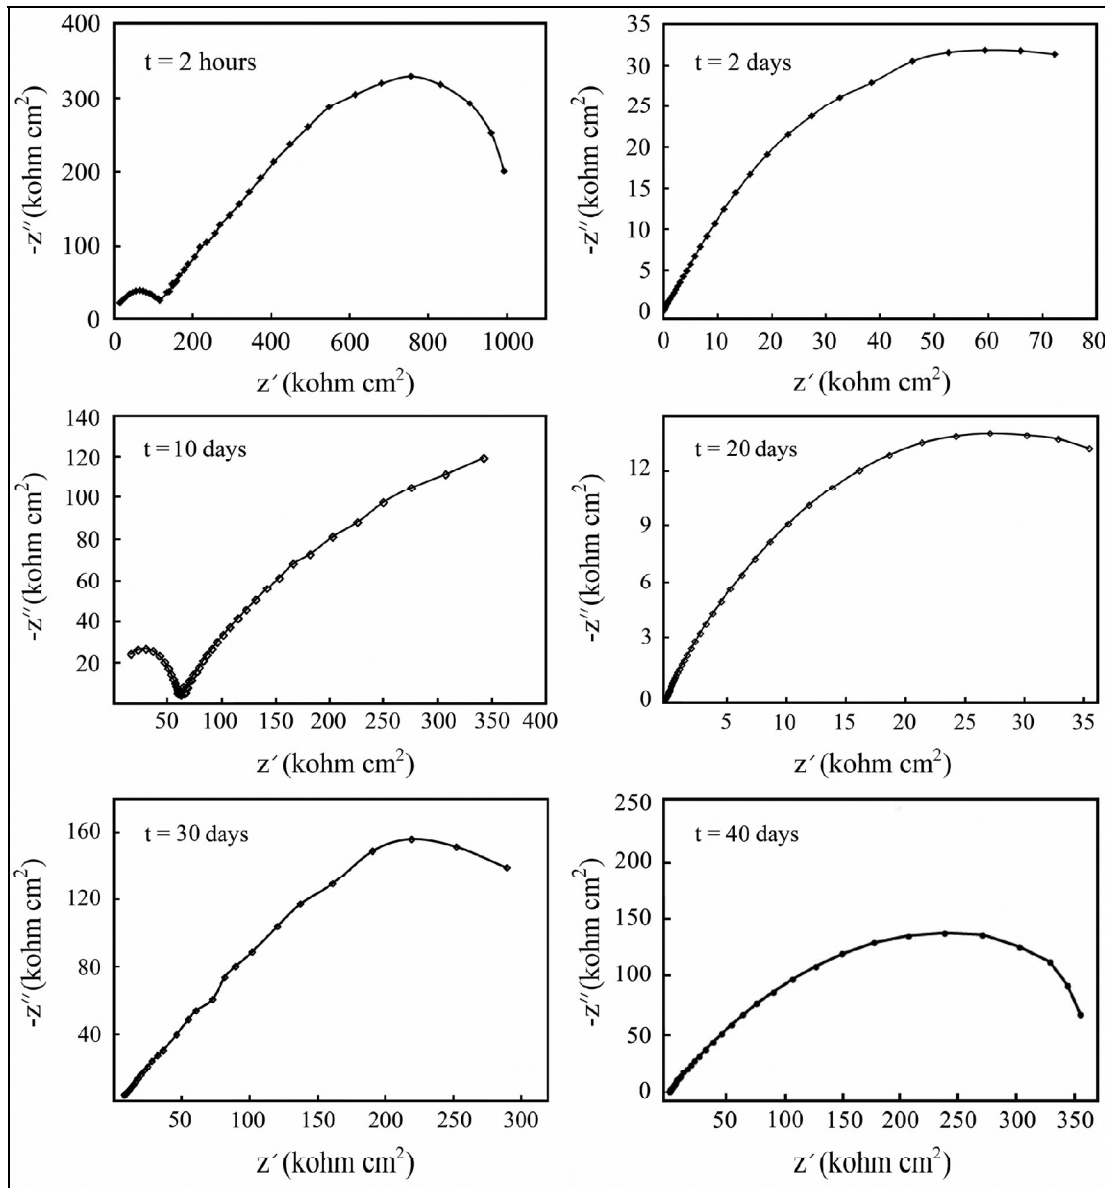 400
300
200
100
0
-z″(kohm cm²)
t = 2 hours
0 200 400 600 800 1000
z′(kohm cm²)
35
30
25
20
15
10
5
0
-z″(kohm cm²)
t = 2 days
0 10 20 30 40 50 60 70 80
z′(kohm cm²)
140
120
100
80
60
40
20
-z″(kohm cm²)
t = 10 days
50 100 150 200 250 300 350 400
z′(kohm cm²)
12
9
6
3
0
-z″(kohm cm²)
t = 20 days
5 10 15 20 25 30 35
z′(kohm cm²)
160
120
80
40
-z″(kohm cm²)
t = 30 days
50 100 150 200 250 300
z′(kohm cm²)
250
200
150
100
50
0
-z″(kohm cm²)
t = 40 days
50 100 150 200 250 300 350
z′(kohm cm²)